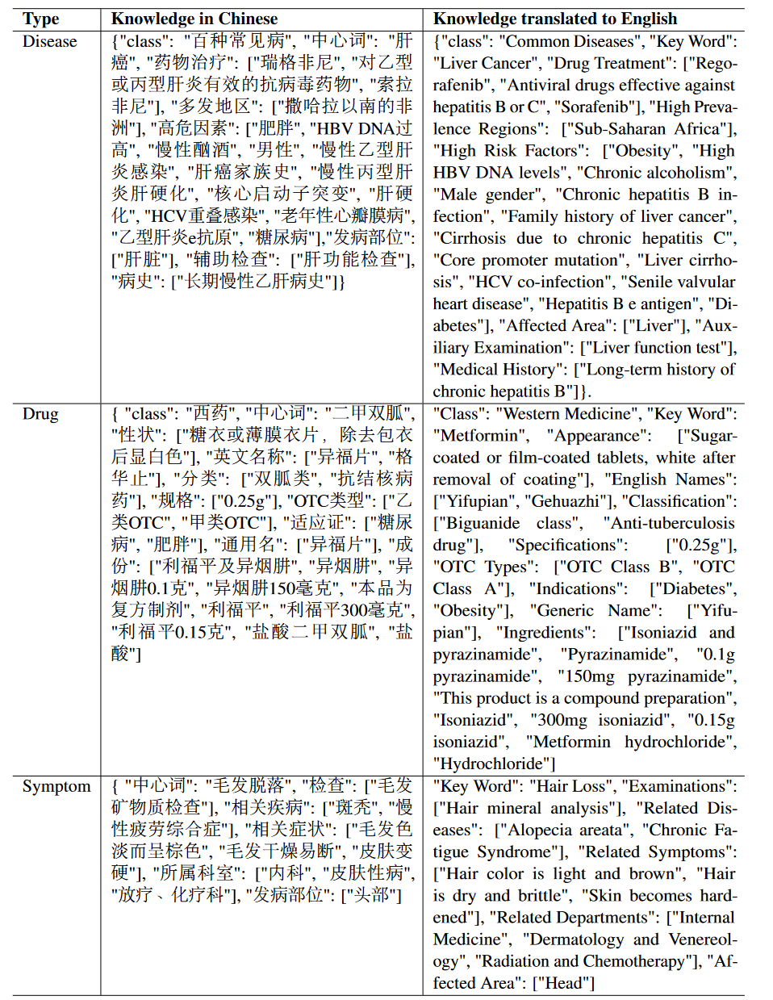 Type Knowledge in Chinese Knowledge translated to English
Disease
{"class": "百种常见病", "中心词": "肝
癌", "药物治疗": ["瑞格非尼", "对乙型
或丙型肝炎有效的抗病毒药物", "索拉
非尼"], "多发地区": ["撒哈拉以南的非
洲"], "高危因素": ["肥胖", "HBV DNA过
高", "慢性酗酒", "男性", "慢性乙型肝
炎感染", "肝癌家族史", "慢性丙型肝
炎肝硬化", "核心启动子突变", "肝硬
化", "HCV重叠感染", "老年性心瓣膜病",
"乙型肝炎e抗原", "糖尿病"],"发病部位":
["肝脏"], "辅助检查": ["肝功能检查"],
"病史": ["长期慢性乙肝病史"]}
{"class": "Common Diseases", "Key Word":
"Liver Cancer", "Drug Treatment": ["Rego-
rafenib", "Antiviral drugs effective against
hepatitis B or C", "Sorafenib"], "High Preva-
lence Regions": ["Sub-Saharan Africa"],
"High Risk Factors": ["Obesity", "High
HBV DNA levels", "Chronic alcoholism",
"Male gender", "Chronic hepatitis B in-
fection", "Family history of liver cancer",
"Cirrhosis due to chronic hepatitis C",
"Core promoter mutation", "Liver cirrho-
sis", "HCV co-infection", "Senile valvular
heart disease", "Hepatitis B e antigen", "Di-
abetes"], "Affected Area": ["Liver"], "Aux-
iliary Examination": ["Liver function test"],
"Medical History": ["Long-term history of
chronic hepatitis B"]}.
Drug
{ "class": "西药", "中心词": "二甲双胍",
"性状": ["糖衣或薄膜衣片，除去包衣
后显白色"], "英文名称": ["异福片", "格
华止"], "分类": ["双胍类", "抗结核病
药"], "规格": ["0.25g"], "OTC类型": ["乙
类OTC", "甲类OTC"], "适应证": ["糖尿
病", "肥胖"], "通用名": ["异福片"], "成
份": ["利福平及异烟肼", "异烟肼", "异
烟肼0.1克", "异烟肼150毫克", "本品为
复方制剂", "利福平", "利福平300毫克",
"利福平0.15克", "盐酸二甲双胍", "盐
酸"]
"Class": "Western Medicine", "Key Word":
"Metformin", "Appearance": ["Sugar-
coated or film-coated tablets, white after
removal of coating"], "English Names":
["Yifupian", "Gehuazhi"], "Classification":
["Biguanide class", "Anti-tuberculosis
drug"], "Specifications": ["0.25g"],
"OTC Types": ["OTC Class B", "OTC
Class A"], "Indications": ["Diabetes",
"Obesity"], "Generic Name": ["Yifu-
pian"], "Ingredients": ["Isoniazid and
pyrazinamide", "Pyrazinamide", "0.1g
pyrazinamide", "150mg pyrazinamide",
"This product is a compound preparation",
"Isoniazid", "300mg isoniazid", "0.15g
isoniazid", "Metformin hydrochloride",
"Hydrochloride"]
Symptom
{ "中心词": "毛发脱落", "检查": ["毛发
矿物质检查"], "相关疾病": ["斑秃", "慢
性疲劳综合症"], "相关症状": ["毛发色
淡而呈棕色", "毛发干燥易断", "皮肤变
硬"], "所属科室": ["内科", "皮肤性病",
"放疗、化疗科"], "发病部位": ["头部"]
"Key Word": "Hair Loss", "Examinations":
["Hair mineral analysis"], "Related Dis-
eases": ["Alopecia areata", "Chronic Fa-
tigue Syndrome"], "Related Symptoms":
["Hair color is light and brown", "Hair
is dry and brittle", "Skin becomes hard-
ened"], "Related Departments": ["Internal
Medicine", "Dermatology and Venereol-
ogy", "Radiation and Chemotherapy"], "Af-
fected Area": ["Head"]